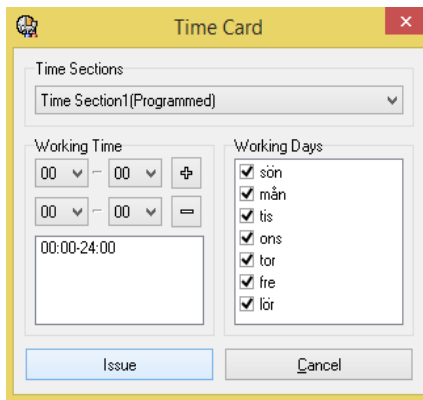 Time Card
Time Sections
Time Section1(Programmed)
Working Time
00 - 00 +
00 - 00 -
00:00-24:00
Working Days
sön
mån
tis
ons
tor
fre
lör
Issue
Cancel